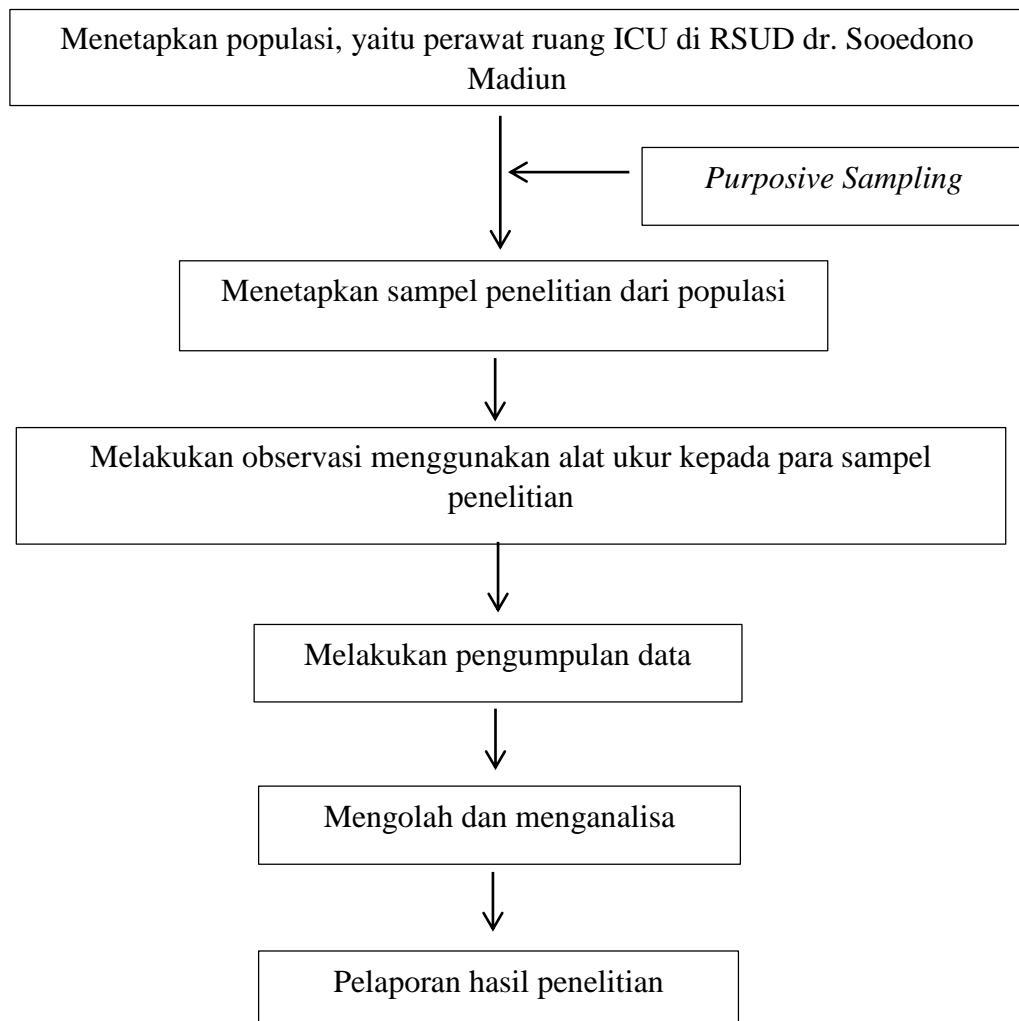 Menetapkan populasi, yaitu perawat ruang ICU di RSUD dr. Sooedono
Madiun
Purposive Sampling
Menetapkan sampel penelitian dari populasi
Melakukan observasi menggunakan alat ukur kepada para sampel
penelitian
Melakukan pengumpulan data
Mengolah dan menganalisa
Pelaporan hasil penelitian